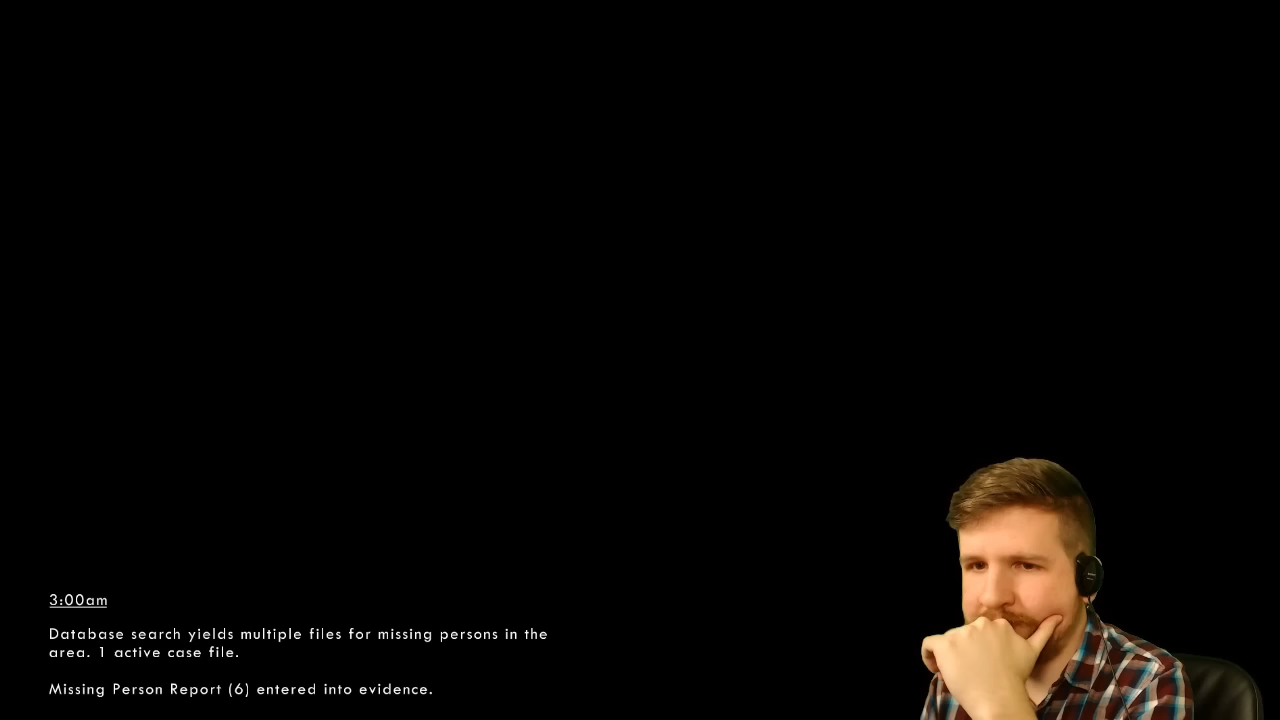 3:00am
Database search yields multiple files for missing persons in the
area. 1 active case file.
Missing Person Report (6) entered into evidence.